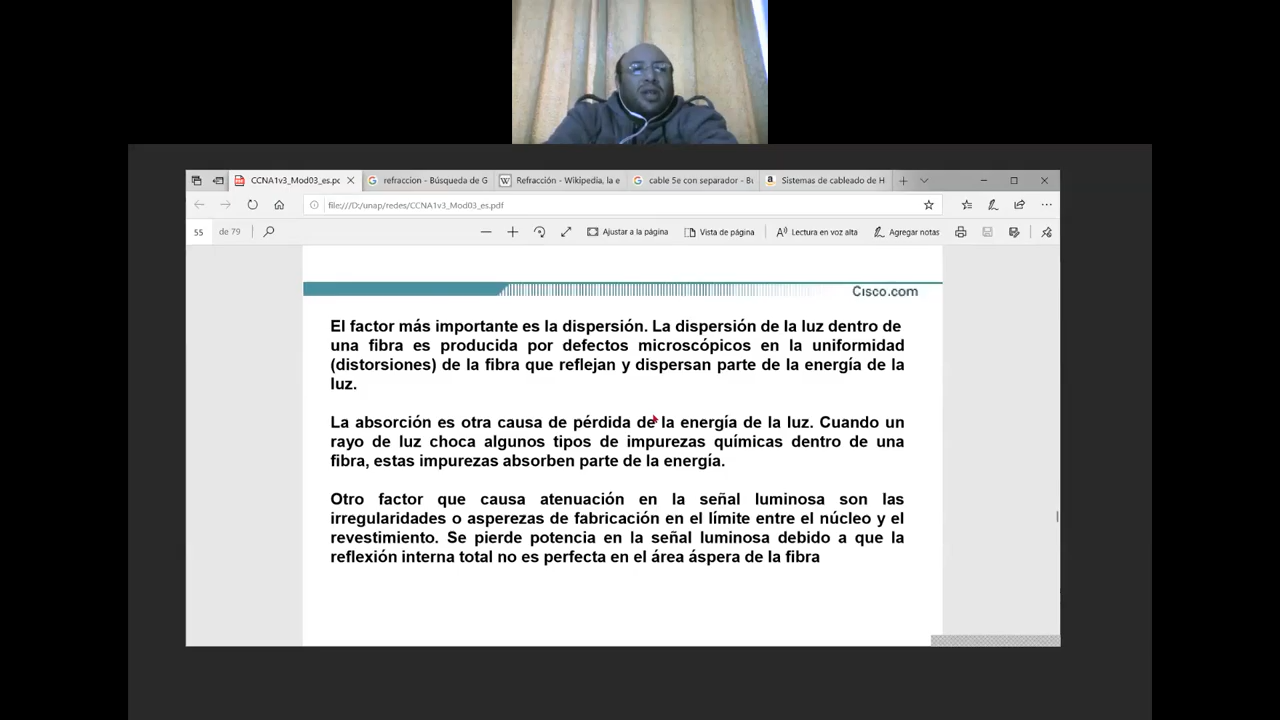 CCNA1v3_Mod03_es.pc
refraccion - Búsqueda de G
Refracción - Wikipedia, la e
cable 5e con separador - Bu
Sistemas de cableado de H
file:///D:/unap/redes/CCNA1v3_Mod03_es.pdf
55 de 79
Ajustar a la página
Vista de página
Lectura en voz alta
Agregar notas
Cisco.com
El factor más importante es la dispersión. La dispersión de la luz dentro de
una fibra es producida por defectos microscópicos en la uniformidad
(distorsiones) de la fibra que reflejan y dispersan parte de la energía de la
luz.
La absorción es otra causa de pérdida de la energía de la luz. Cuando un
rayo de luz choca algunos tipos de impurezas químicas dentro de una
fibra, estas impurezas absorben parte de la energía.
Otro factor que causa atenuación en la señal luminosa son las
irregularidades o asperezas de fabricación en el límite entre el núcleo y el
revestimiento. Se pierde potencia en la señal luminosa debido a que la
reflexión interna total no es perfecta en el área áspera de la fibra